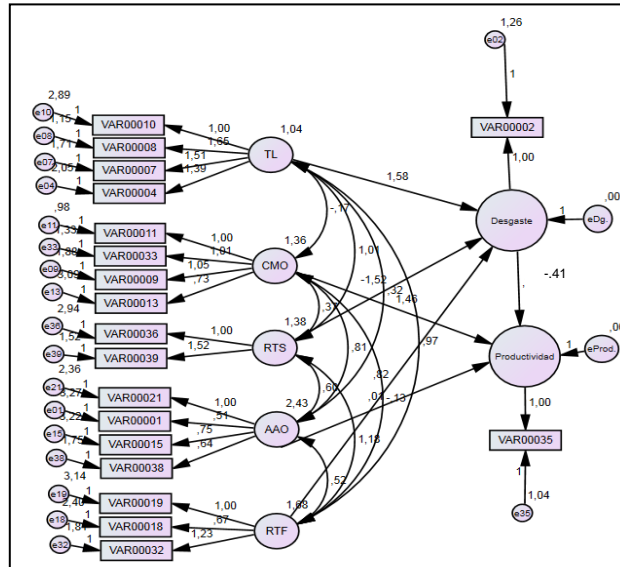 1,26
e02
1
VAR00002
1,00
2,89
e10
1
VAR00010
1,15
e08
1
VAR00008
1,71
e07
1
VAR00007
2,05
e04
1
VAR00004
1,00
1,65
1,51
1,39
1,04
TL
1,58
-,17
Desgaste
1
,00
eDg.
,98
e11
1
VAR00011
1,33
e33
1
VAR00033
1,88
e09
1
VAR00009
e13
1
VAR00013
1,00
1,01
1,05
,73
1,36
CMO
1,01
-1,52
,32
1,46
-.41
2,94
e36
1
VAR00036
1,52
e39
1
VAR00039
1,00
1,52
1,38
RTS
,81
,82
,97
Productividad
1
eProd.
1,00
VAR00035
1
1,04
e35
2,36
e21
1
VAR00021
e01
1
VAR00001
3,22
e15
1
VAR00015
1,75
e38
1
VAR00038
1,00
,51
,75
,64
2,43
AAO
,60
,01
-,13
1,18
,52
3,14
e19
1
VAR00019
2,40
e18
1
VAR00018
1,84
e32
1
VAR00032
1,00
,67
1,23
1,68
RTF